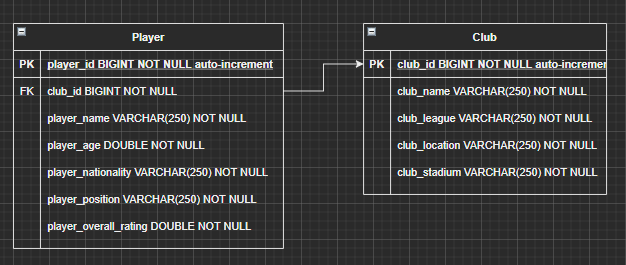 Player
PK player_id BIGINT NOT NULL auto-increment
FK club_id BIGINT NOT NULL
player_name VARCHAR(250) NOT NULL
player_age DOUBLE NOT NULL
player_nationality VARCHAR(250) NOT NULL
player_position VARCHAR(250) NOT NULL
player_overall_rating DOUBLE NOT NULL
Club
PK club_id BIGINT NOT NULL auto-incremen
club_name VARCHAR(250) NOT NULL
club_league VARCHAR(250) NOT NULL
club_location VARCHAR(250) NOT NULL
club_stadium VARCHAR(250) NOT NULL